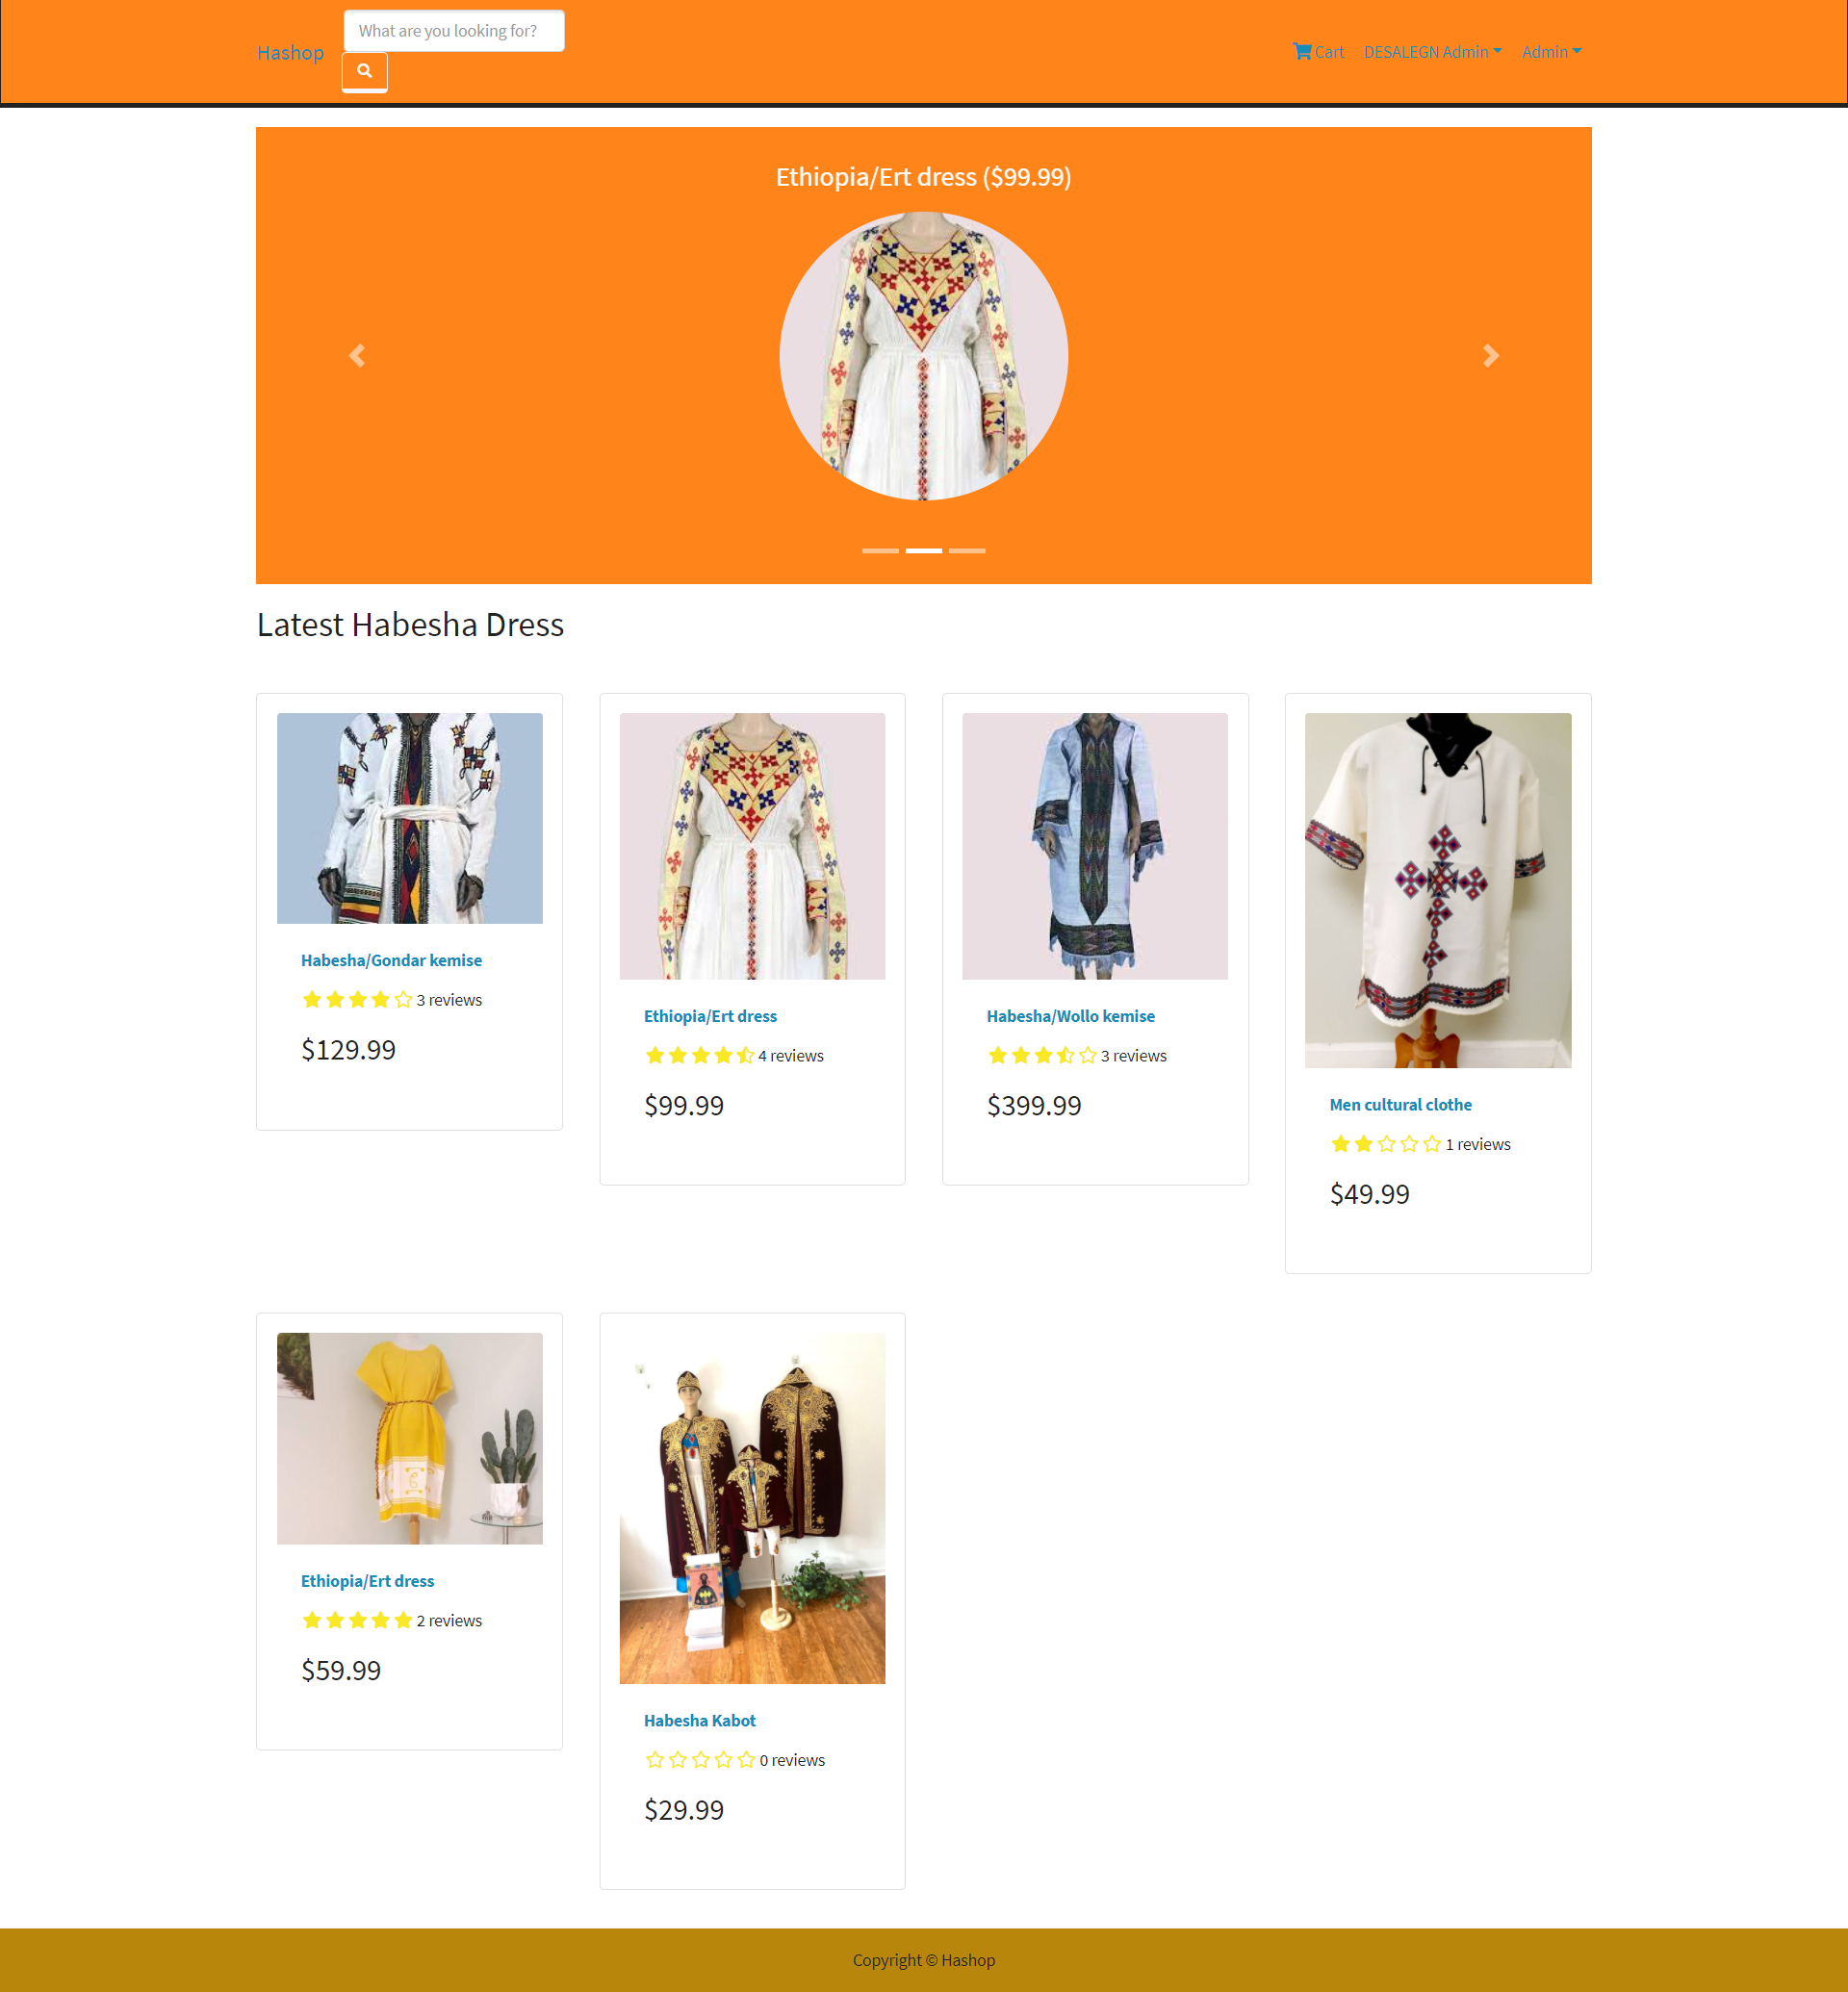 Hashop
What are you looking for?
Cart
DESALEGN Admin
Admin
Ethiopia/Ert dress ($99.99)
Latest Habesha Dress
Habesha/Gondar kemise
3 reviews
$129.99
Ethiopia/Ert dress
4 reviews
$99.99
Habesha/Wollo kemise
3 reviews
$399.99
Men cultural clothe
1 reviews
$49.99
Ethiopia/Ert dress
2 reviews
$59.99
Habesha Kabot
0 reviews
$29.99
Copyright © Hashop